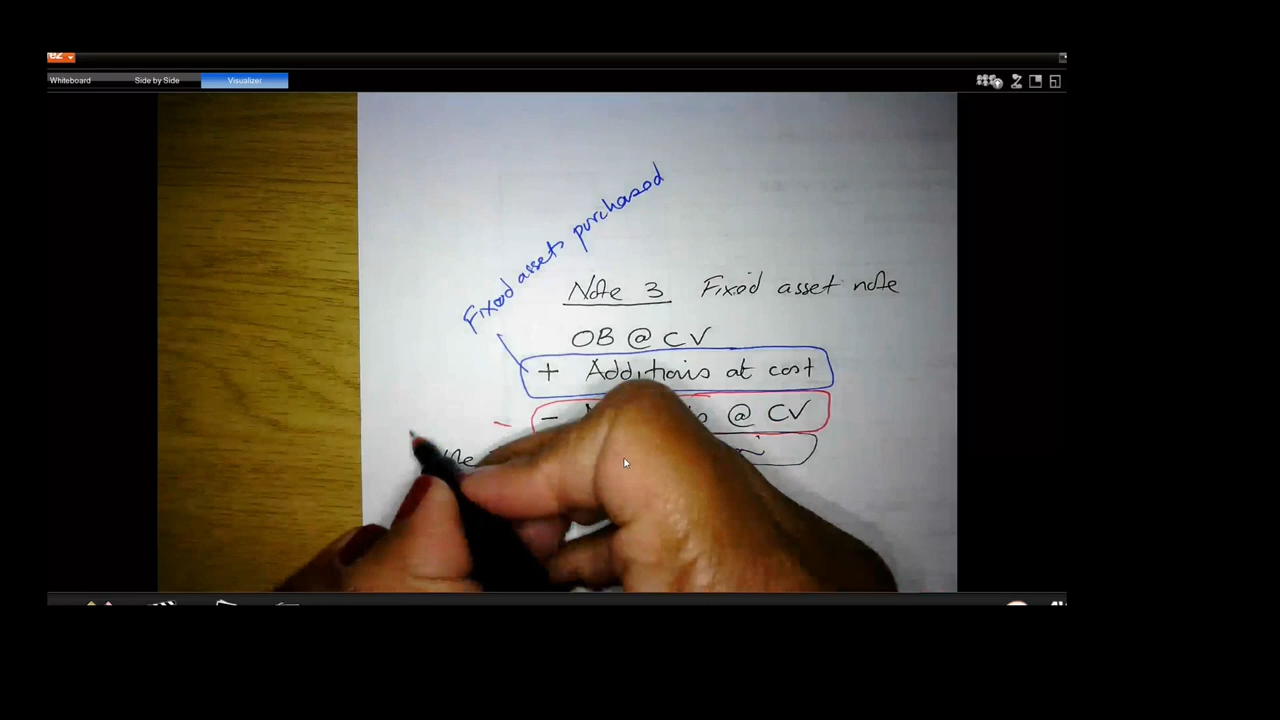 Whiteboard Side by Side Visualizer
Fixed assets purchased
Note 3 Fixed asset note
OB @ CV
+ Additions at cost
- @ CV